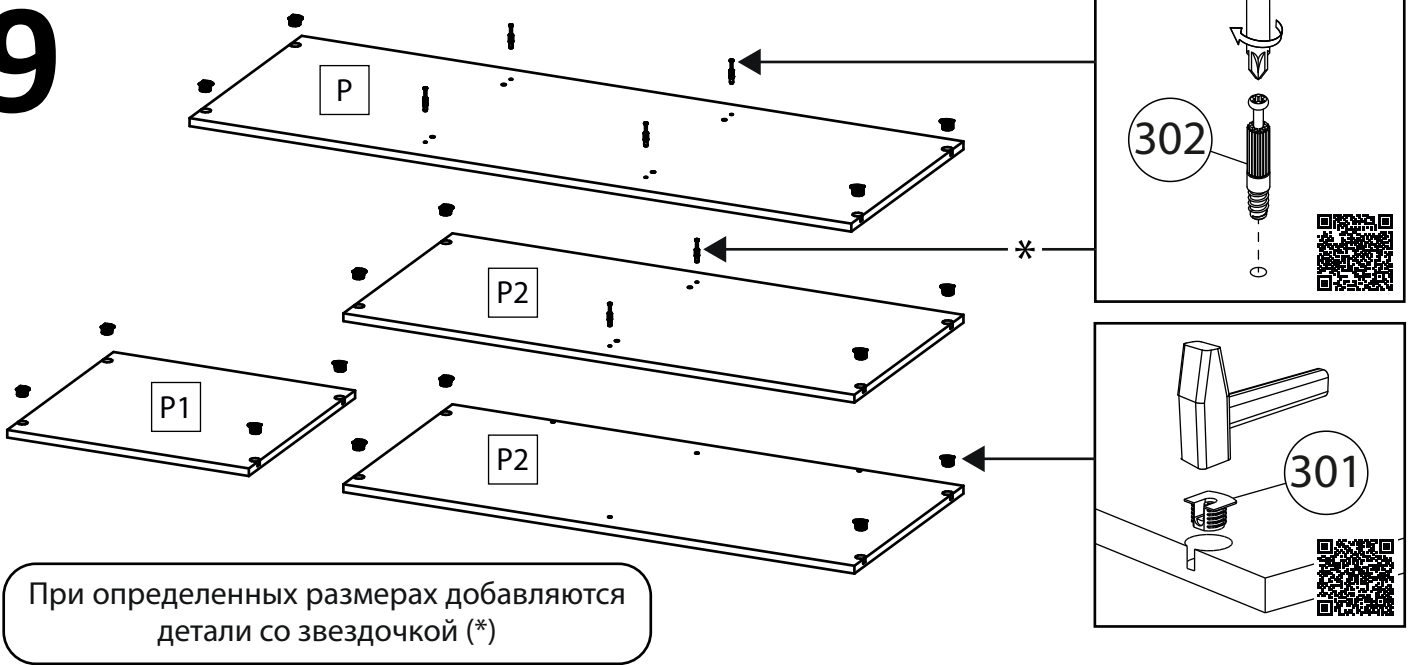 9
P
302
*
P2
P1
P2
301
При определенных размерах добавляются
детали со звездочкой (*)